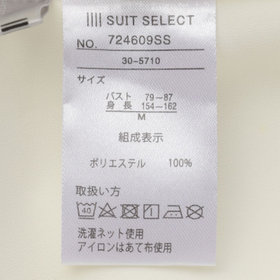 SUIT SELECT
NO. 724609SS
30-5710
サイズ
バスト 79~87
身長 154~162
M
組成表示
ポリエステル 100%
取扱い方
40
洗濯ネット使用
アイロンはあて布使用